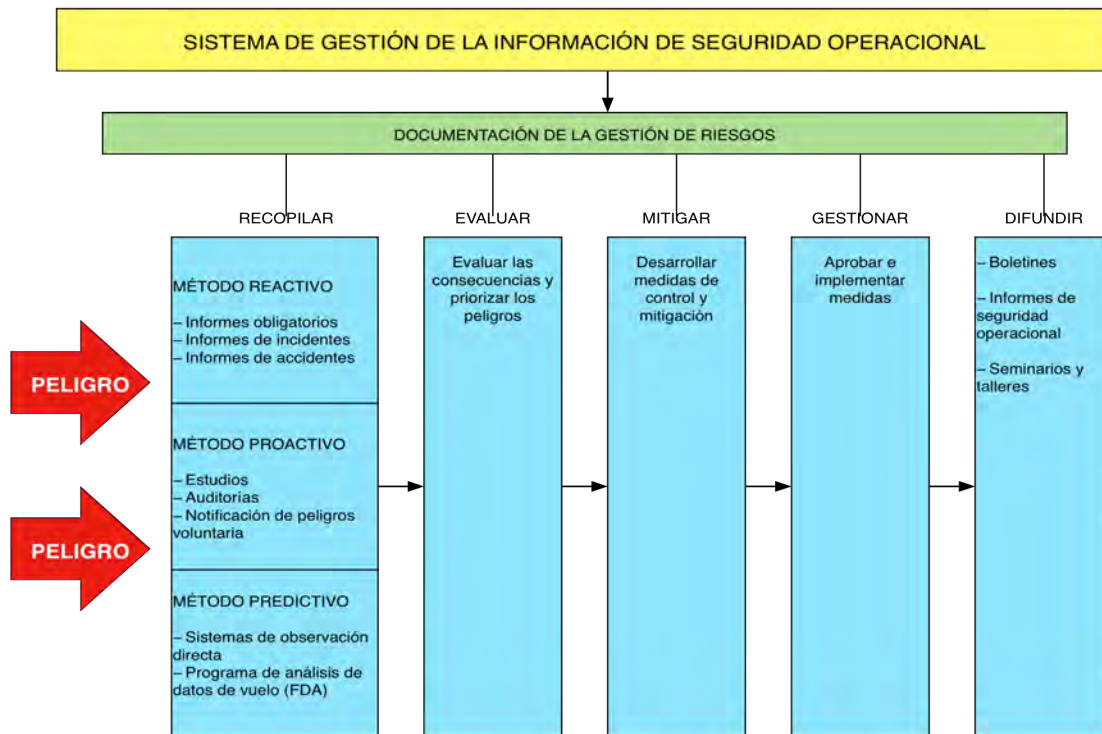 SISTEMA DE GESTIÓN DE LA INFORMACIÓN DE SEGURIDAD OPERACIONAL
DOCUMENTACIÓN DE LA GESTIÓN DE RIESGOS
RECOPILAR
EVALUAR
MITIGAR
GESTIONAR
DIFUNDIR
PELIGRO
PELIGRO
MÉTODO REACTIVO
– Informes obligatorios
– Informes de incidentes
– Informes de accidentes
MÉTODO PROACTIVO
– Estudios
– Auditorías
– Notificación de peligros
voluntaria
MÉTODO PREDICTIVO
– Sistemas de observación
directa
– Programa de análisis de
datos de vuelo (FDA)
Evaluar las
consecuencias y
priorizar los
peligros
Desarrollar
medidas de
control y
mitigación
Aprobar e
implementar
medidas
– Boletines
– Informes de
seguridad
operacional
– Seminarios y
talleres